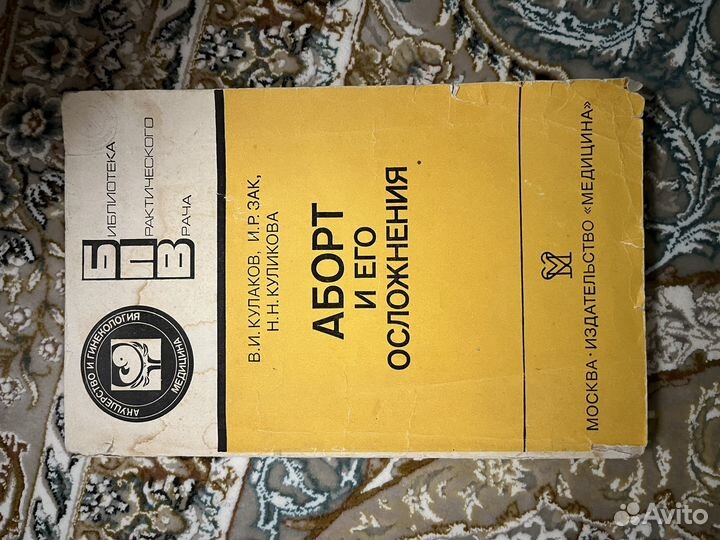 БИБЛИОТЕКА
ПРАКТИЧЕСКОГО
ВРАЧА
АКУШЕРСТВО И ГИНЕКОЛОГИЯ
МЕДИЦИНА
В.И. КУЛАКОВ, И.Р. ЗАК,
Н.Н. КУЛИКОВА
АБОРТ
И ЕГО
ОСЛОЖНЕНИЯ
МОСКВА · ИЗДАТЕЛЬСТВО «МЕДИЦИНА»
Avito